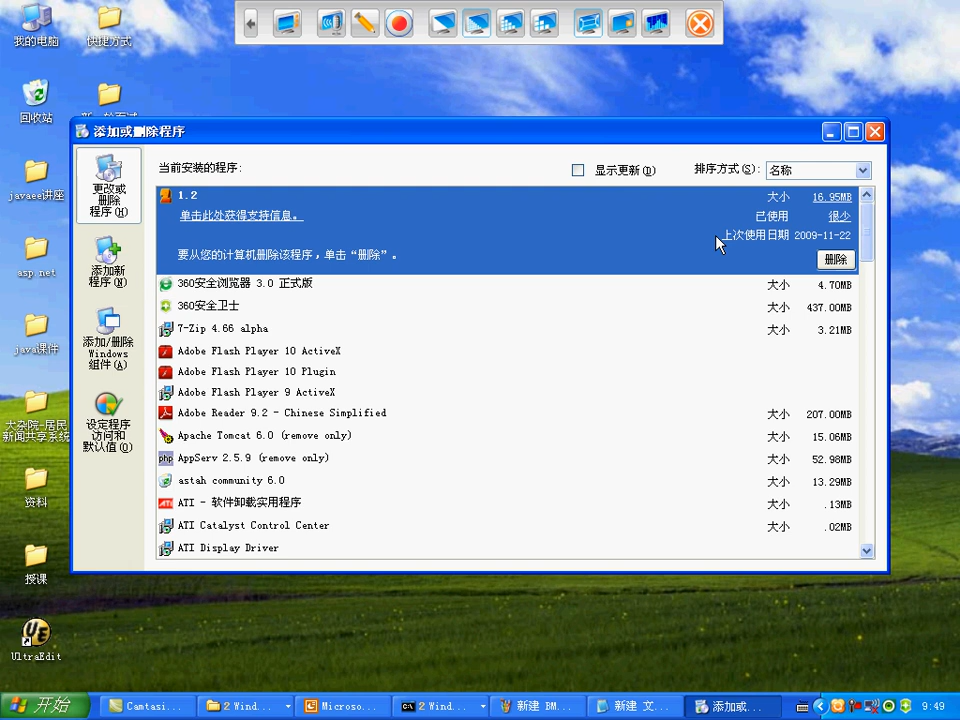 我的电脑
快捷方式
回收站
添加或删除程序
javaee讲座
asp.net
java课件
大杂院-居民
新闻共享系统
资料
授课
UltraEdit
更改或
删除
程序(H)
添加新
程序(N)
添加/删除
Windows
组件(A)
设定程序
访问和
默认值(O)
当前安装的程序:
显示更新(D)
排序方式(S): 名称
1.2 大小 16.95MB
单击此处获得支持信息。 已使用 很少
上次使用日期 2009-11-22
要从您的计算机删除该程序，单击“删除”。 删除
360安全浏览器 3.0 正式版 大小 4.70MB
360安全卫士 大小 437.00MB
7-Zip 4.66 alpha 大小 3.21MB
Adobe Flash Player 10 ActiveX
Adobe Flash Player 10 Plugin
Adobe Flash Player 9 ActiveX
Adobe Reader 9.2 - Chinese Simplified 大小 207.00MB
Apache Tomcat 6.0 (remove only) 大小 15.06MB
php AppServ 2.5.9 (remove only) 大小 52.98MB
astah community 6.0 大小 13.29MB
ATI ATI - 软件卸载实用程序 大小 .13MB
ATI Catalyst Control Center 大小 .02MB
ATI Display Driver
开始 Camtasi... 2 Wind... Microso... 2 Wind... 新建 BM... 新建 文... 添加或... 9:49